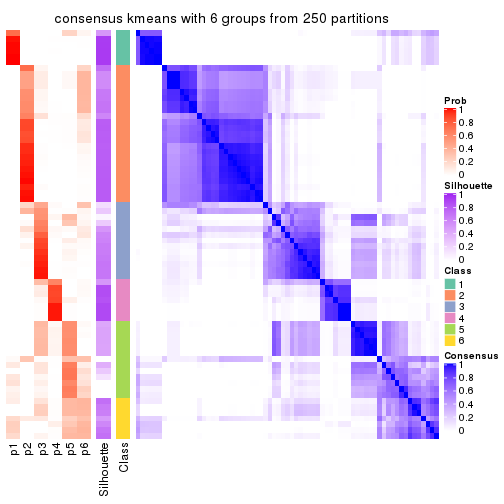 consensus kmeans with 6 groups from 250 partitions
Prob
1
0.8
0.6
0.4
0.2
0
Silhouette
1
0.8
0.6
0.4
0.2
0
Class
1
2
3
4
5
6
Consensus
1
0.8
0.6
0.4
0.2
0
p1
p2
p3
p4
p5
p6
Silhouette
Class